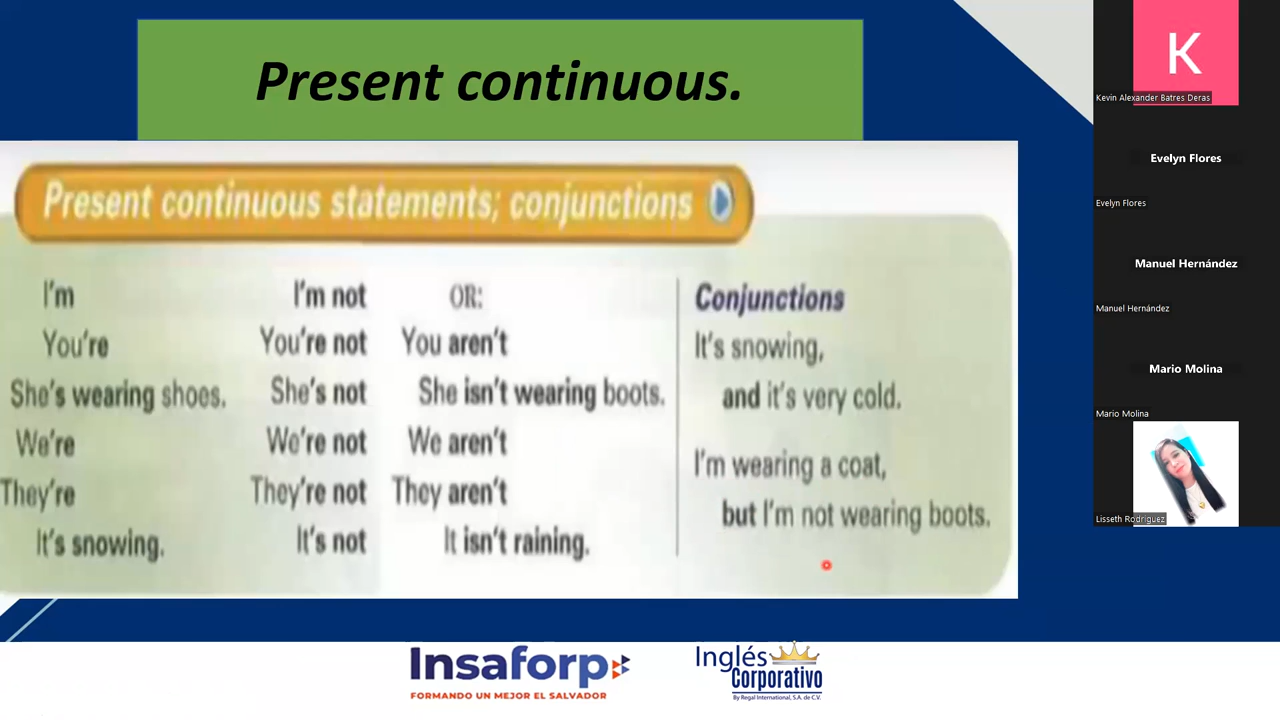 Present continuous.
Present continuous statements; conjunctions
I'm I'm not OR:
You're You're not You aren't
She's wearing shoes. She's not She isn't wearing boots.
We're We're not We aren't
They're They're not They aren't
It's snowing. It's not It isn't raining.
Conjunctions
It's snowing,
and it's very cold.
I'm wearing a coat,
but I'm not wearing boots.
Insaforp
FORMANDO UN MEJOR EL SALVADOR
Inglés
Corporativo
By Regal International, S.A. de C.V.
K
Kevin Alexander Batres Deras
Evelyn Flores
Evelyn Flores
Manuel Hernández
Manuel Hernández
Mario Molina
Mario Molina
Lisseth Rodriguez